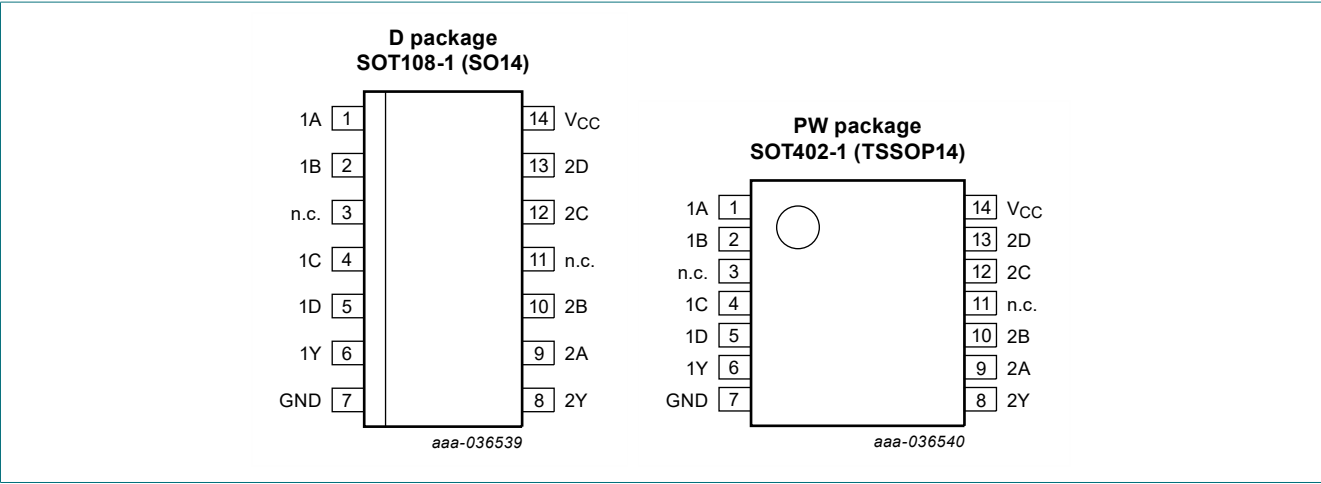 D package
SOT108-1 (SO14)
1A 1 14 VCC
1B 2 13 2D
n.c. 3 12 2C
1C 4 11 n.c.
1D 5 10 2B
1Y 6 9 2A
GND 7 8 2Y
aaa-036539
PW package
SOT402-1 (TSSOP14)
1A 1 14 VCC
1B 2 13 2D
n.c. 3 12 2C
1C 4 11 n.c.
1D 5 10 2B
1Y 6 9 2A
GND 7 8 2Y
aaa-036540